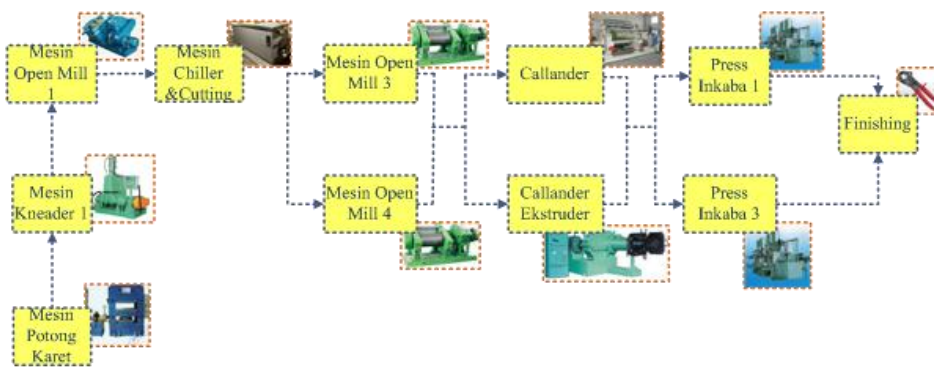 Mesin
Open Mill
1
Mesin
Chiller
&Cutting
Mesin Open
Mill 3
Callander
Press
Inkaba 1
Finishing
Mesin
Kneader 1
Mesin Open
Mill 4
Callander
Ekstruder
Press
Inkaba 3
Mesin
Potong
Karet